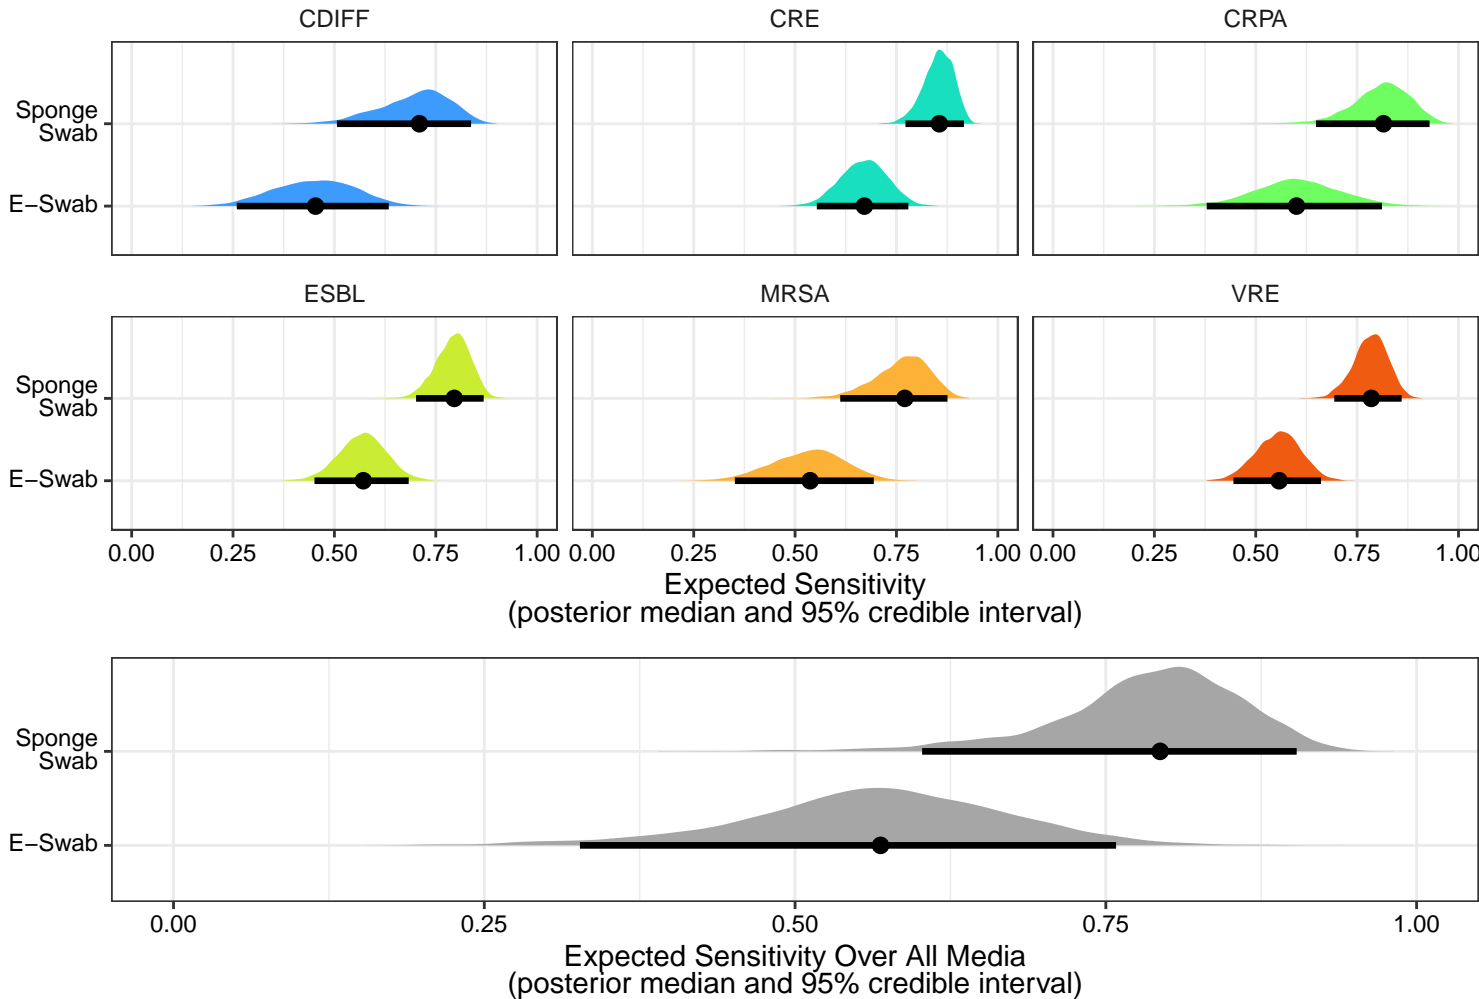 CDIFF CRE CRPA
Sponge
Swab
E−Swab
ESBL MRSA VRE
Sponge
Swab
E−Swab
0.00 0.25 0.50 0.75 1.00 0.00 0.25 0.50 0.75 1.00 0.00 0.25 0.50 0.75 1.00
Expected Sensitivity
(posterior median and 95% credible interval)
Sponge
Swab
E−Swab
0.00 0.25 0.50 0.75 1.00
Expected Sensitivity Over All Media
(posterior median and 95% credible interval)